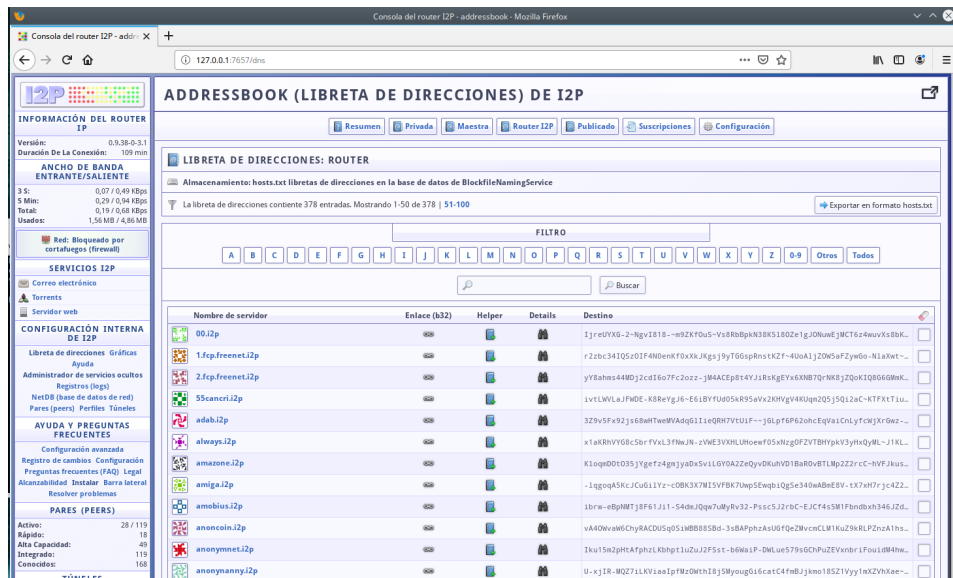 Consola del router I2P - addressbook - Mozilla Firefox
Consola del router I2P - addre
127.0.0.1:7657/dns
I2P
INFORMACIÓN DEL ROUTER IP
Versión: 0.9.38-0-3.1
Duración De La Conexión: 109 min
ANCHO DE BANDA ENTRANTE/SALIENTE
3 S: 0,07 / 0,49 KBps
5 Min: 0,29 / 0,94 KBps
Total: 0,19 / 0,68 KBps
Usados: 1,56 MB / 4,86 MB
Red: Bloqueado por cortafuegos (firewall)
SERVICIOS I2P
Correo electrónico
Torrents
Servidor web
CONFIGURACIÓN INTERNA DE I2P
Libreta de direcciones Gráficas
Ayuda
Administrador de servicios ocultos
Registros (logs)
NetDB (base de datos de red)
Pares (peers) Perfiles Túneles
AYUDA Y PREGUNTAS FRECUENTES
Configuración avanzada
Registro de cambios Configuración
Preguntas frecuentes (FAQ) Legal
Alcanzabilidad Instalar Barra lateral
Resolver problemas
PARES (PEERS)
Activo: 28 / 119
Rápido: 18
Alta Capacidad: 49
Integrado: 119
Conocidos: 168
TÚNELES
ADDRESSBOOK (LIBRETA DE DIRECCIONES) DE I2P
Resumen Privada Maestra Router I2P Publicado Suscripciones Configuración
LIBRETA DE DIRECCIONES: ROUTER
Almacenamiento: hosts.txt libretas de direcciones en la base de datos de BlockfileNamingService
La libreta de direcciones contiente 378 entradas. Mostrando 1-50 de 378 | 51-100
Exportar en formato hosts.txt
FILTRO
A B C D E F G H I J K L M N O P Q R S T U V W X Y Z 0-9 Otros Todos
Buscar
Nombre de servidor Enlace (b32) Helper Details Destino
00.i2p
1.fcp.freenet.i2p
2.fcp.freenet.i2p
55cancri.i2p
adab.i2p
always.i2p
amazone.i2p
amiga.i2p
amobius.i2p
anoncoin.i2p
anonymnet.i2p
anonynanny.i2p